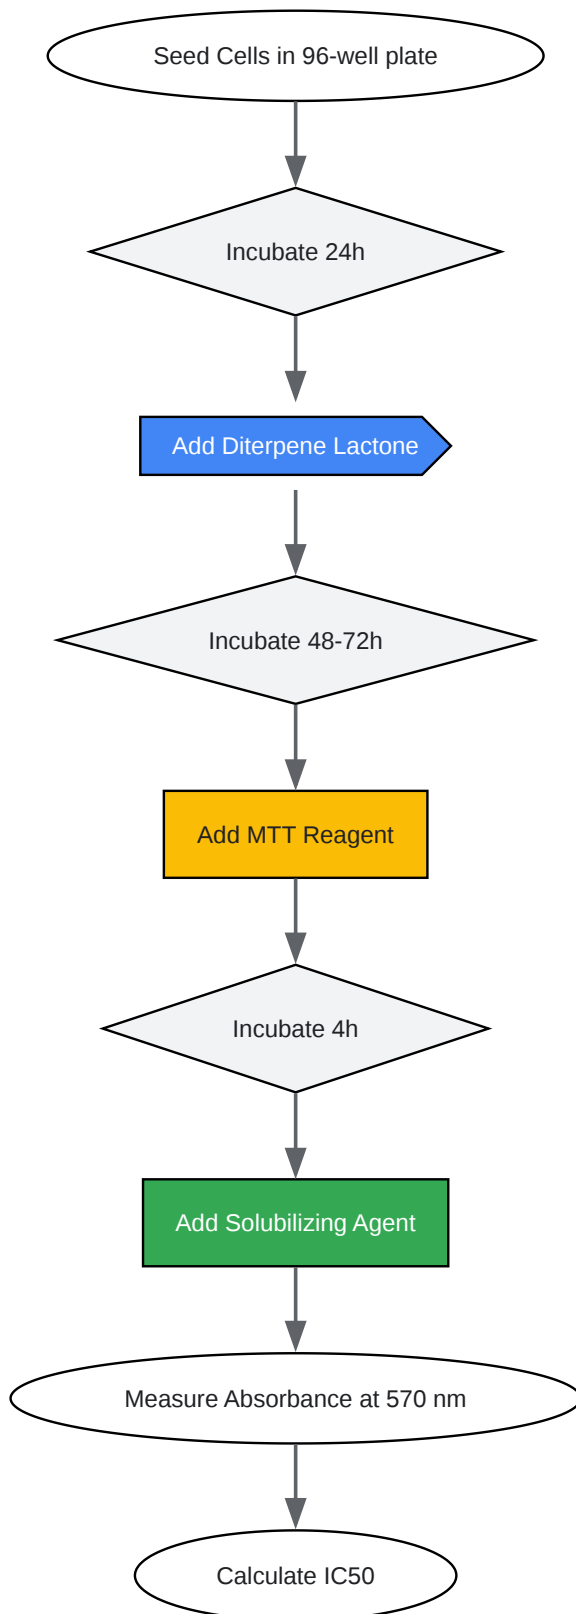 Seed Cells in 96-well plate
Incubate 24h
Add Diterpene Lactone
Incubate 48-72h
Add MTT Reagent
Incubate 4h
Add Solubilizing Agent
Measure Absorbance at 570 nm
Calculate IC50